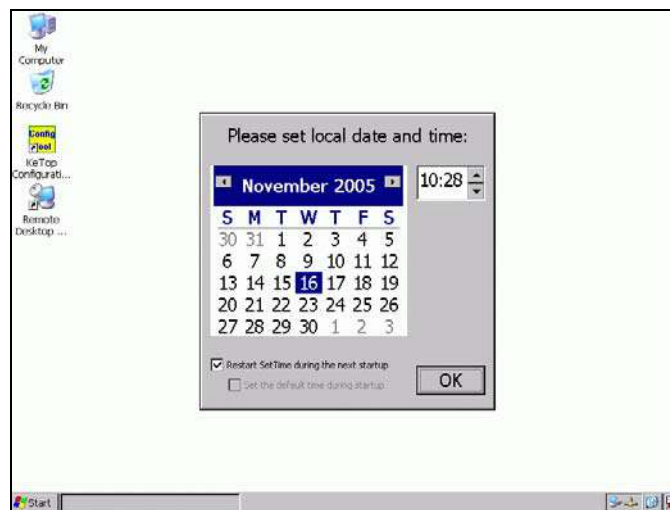 My
Computer
Recycle Bin
Config
Tool
KeTop
Configurati...
Remote
Desktop ...
Please set local date and time:
November 2005
10:28
S M T W T F S
30 31 1 2 3 4 5
6 7 8 9 10 11 12
13 14 15 16 17 18 19
20 21 22 23 24 25 26
27 28 29 30 1 2 3
Restart SetTime during the next startup
Set the default time during startup
OK
Start